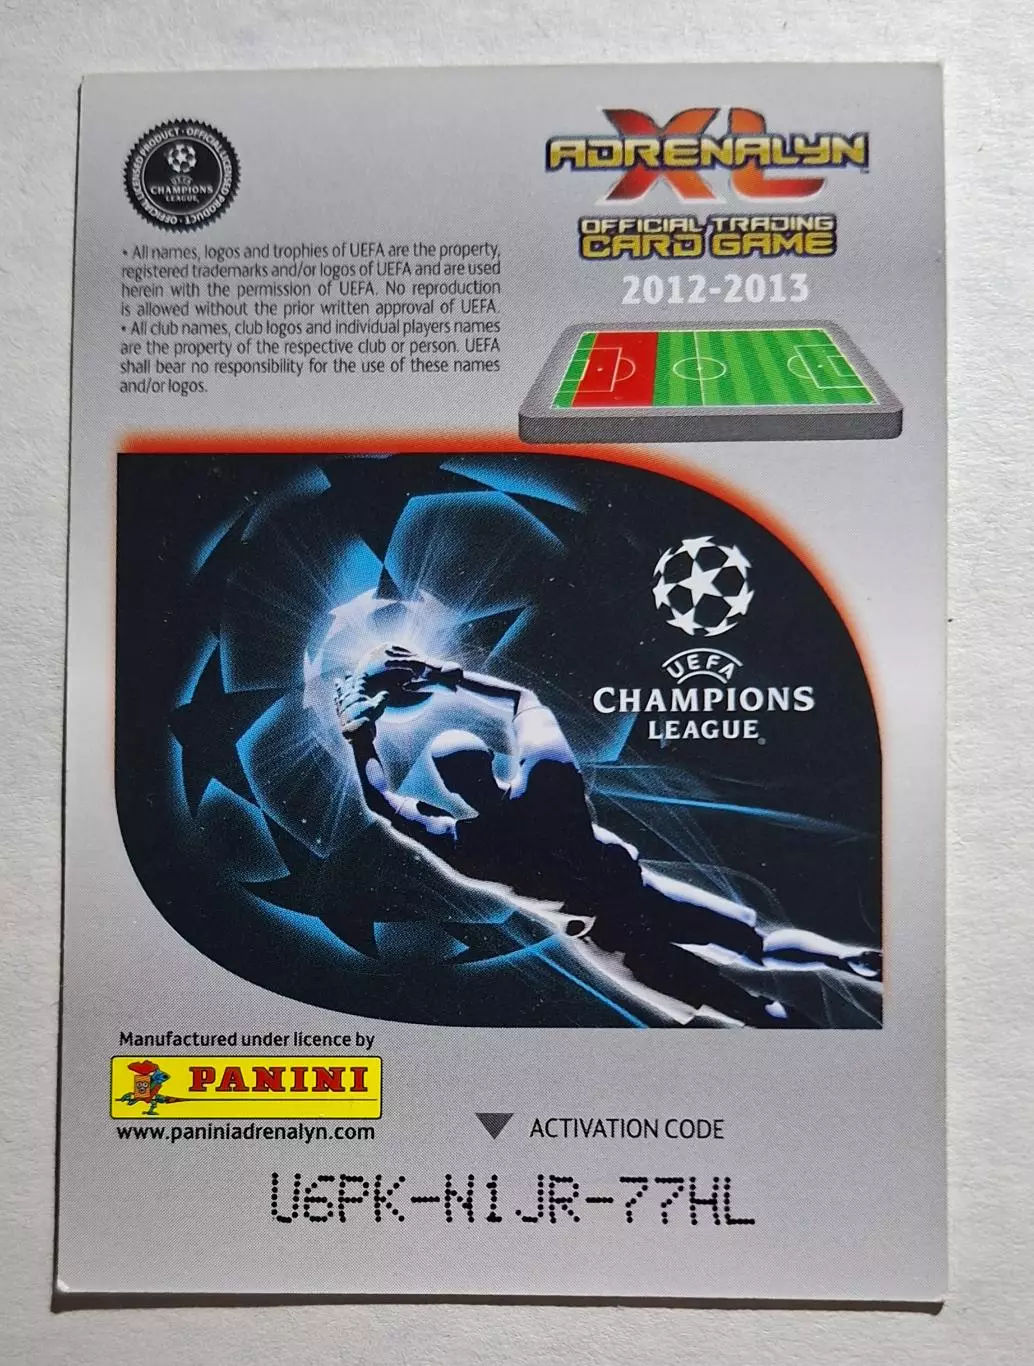 OFFICIAL LICENSED PRODUCT · OFFICIAL LICENSED PRODUCT ·
UEFA
CHAMPIONS
LEAGUE
ADRENALYN XL™
OFFICIAL TRADING
CARD GAME
2012-2013
• All names, logos and trophies of UEFA are the property,
registered trademarks and/or logos of UEFA and are used
herein with the permission of UEFA. No reproduction
is allowed without the prior written approval of UEFA.
• All club names, club logos and individual players names
are the property of the respective club or person. UEFA
shall bear no responsibility for the use of these names
and/or logos.
UEFA
CHAMPIONS
LEAGUE®
Manufactured under licence by
PANINI
www.paniniadrenalyn.com
ACTIVATION CODE
U6PK-N1JR-77HL